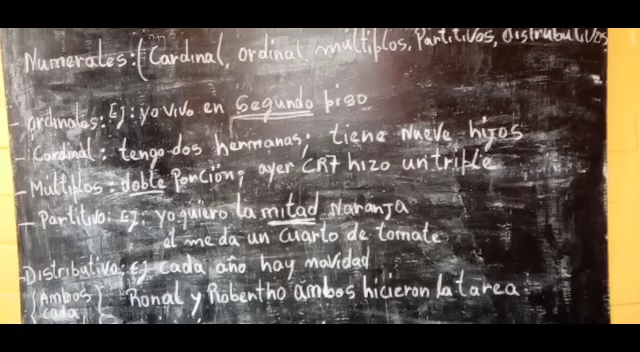 Numerales: (Cardinal, ordinal múltiplos, Partitivos, distributivos
- ordinales: Ej: yo vivo en Segundo piso
- Cardinal: tengo dos hermanas; tiene Nueve hijos
- Múltiplos: doble Porción; ayer CR7 hizo un triple
- Partitivo: Ej: yo quiero la mitad Naranja
él me da un cuarto de tomate
- Distributivo: Ej cada año hay navidad
{Ambos} Ronal y Robentho ambos hicieron la tarea.
{cada}